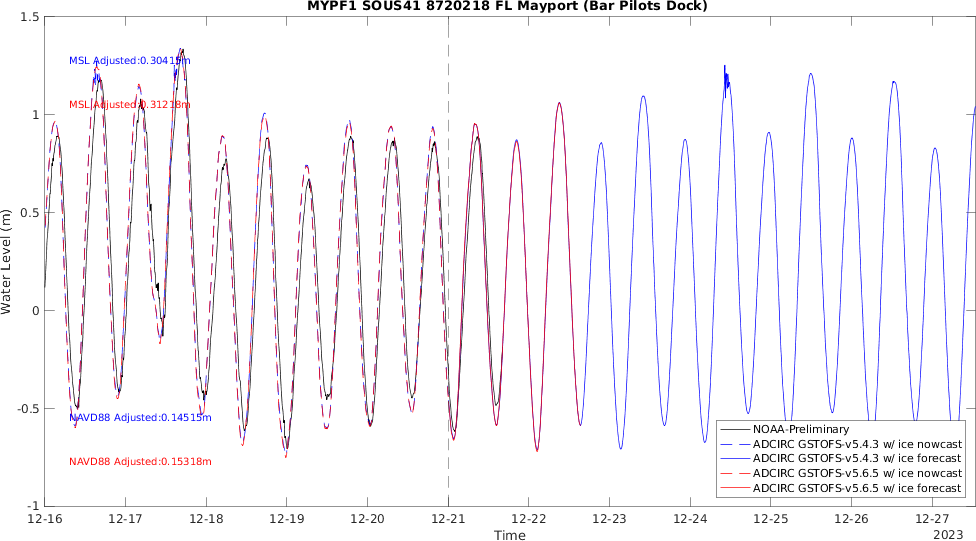 MYPF1 SOUS41 8720218 FL Mayport (Bar Pilots Dock)
1.5
1
0.5
0
-0.5
-1
Water Level (m)
MSL Adjusted:0.30415m
MSL Adjusted:0.31218m
NAVD88 Adjusted:0.14515m
NAVD88 Adjusted:0.15318m
NOAA-Preliminary
ADCIRC GSTOFS-v5.4.3 w/ ice nowcast
ADCIRC GSTOFS-v5.4.3 w/ ice forecast
ADCIRC GSTOFS-v5.6.5 w/ ice nowcast
ADCIRC GSTOFS-v5.6.5 w/ ice forecast
12-16 12-17 12-18 12-19 12-20 12-21 12-22 12-23 12-24 12-25 12-26 12-27
Time
2023